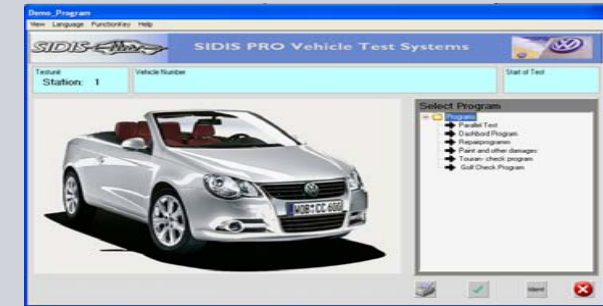 Demo_Program
View Language FunctionKey Help
SIDIS
SIDIS PRO Vehicle Test Systems
Testunit
Station: 1
Vehicle Number
Start of Test
Select Program
Programs
Parallel Test
Dashbord Program
Repairprogramm
Paint and other damages
Touran- check program
Golf Check Program
WOB:CC 600
Ident